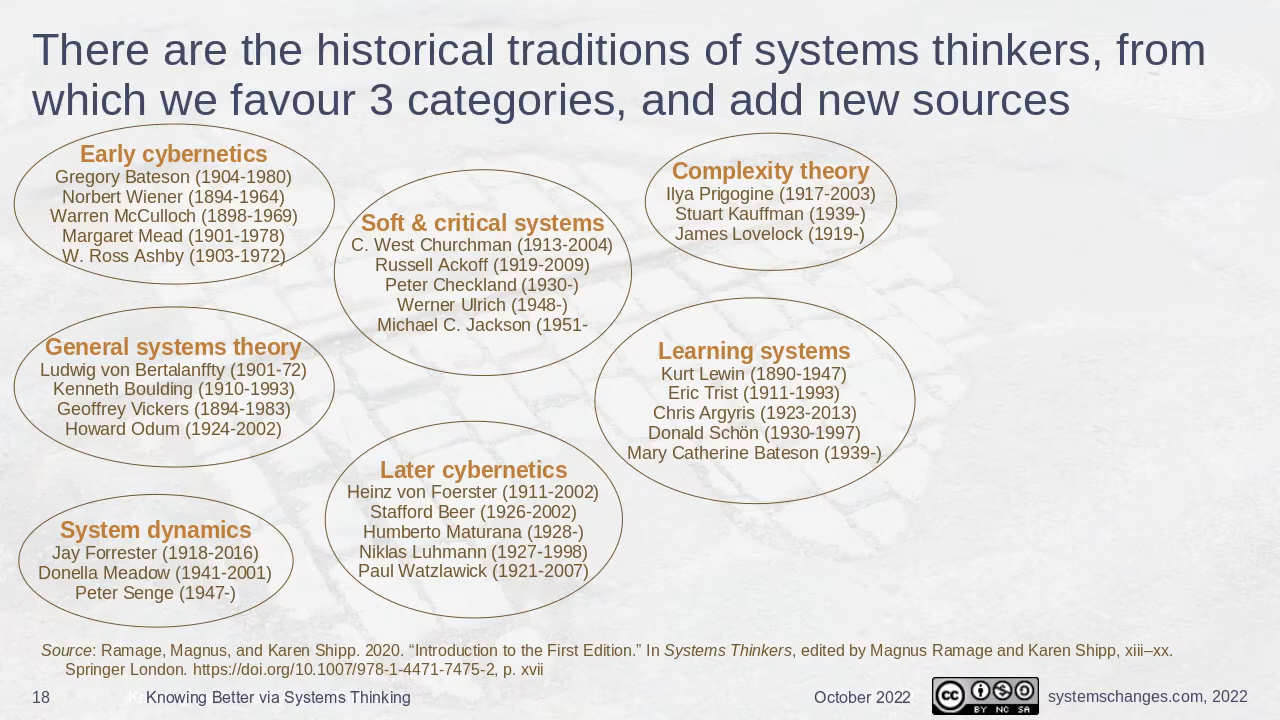 There are the historical traditions of systems thinkers, from
which we favour 3 categories, and add new sources
Early cybernetics
Gregory Bateson (1904-1980)
Norbert Wiener (1894-1964)
Warren McCulloch (1898-1969)
Margaret Mead (1901-1978)
W. Ross Ashby (1903-1972)
General systems theory
Ludwig von Bertalanffty (1901-72)
Kenneth Boulding (1910-1993)
Geoffrey Vickers (1894-1983)
Howard Odum (1924-2002)
System dynamics
Jay Forrester (1918-2016)
Donella Meadow (1941-2001)
Peter Senge (1947-)
Soft & critical systems
C. West Churchman (1913-2004)
Russell Ackoff (1919-2009)
Peter Checkland (1930-)
Werner Ulrich (1948-)
Michael C. Jackson (1951-
Later cybernetics
Heinz von Foerster (1911-2002)
Stafford Beer (1926-2002)
Humberto Maturana (1928-)
Niklas Luhmann (1927-1998)
Paul Watzlawick (1921-2007)
Complexity theory
Ilya Prigogine (1917-2003)
Stuart Kauffman (1939-)
James Lovelock (1919-)
Learning systems
Kurt Lewin (1890-1947)
Eric Trist (1911-1993)
Chris Argyris (1923-2013)
Donald Schön (1930-1997)
Mary Catherine Bateson (1939-)
Source: Ramage, Magnus, and Karen Shipp. 2020. “Introduction to the First Edition.” In Systems Thinkers, edited by Magnus Ramage and Karen Shipp, xiii–xx.
Springer London. https://doi.org/10.1007/978-1-4471-7475-2, p. xvii
18
Knowing Better via Systems Thinking
October 2022
cc
BY NC SA
systemschanges.com, 2022